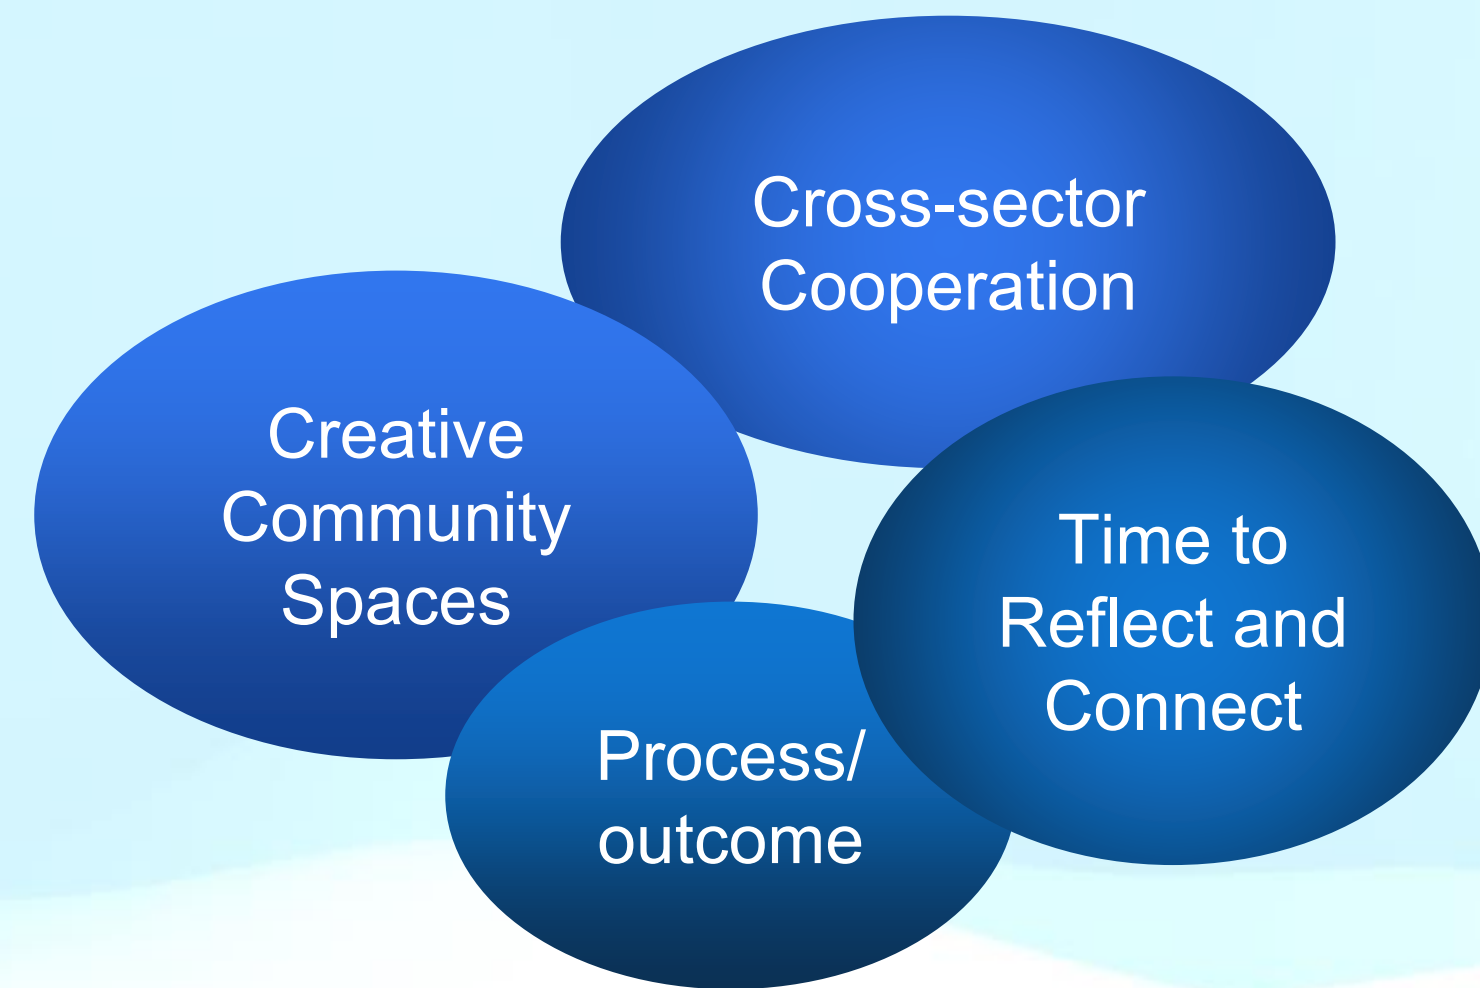 Cross-sector
Cooperation
Creative
Community
Spaces
Time to
Reflect and
Connect
Process/
outcome